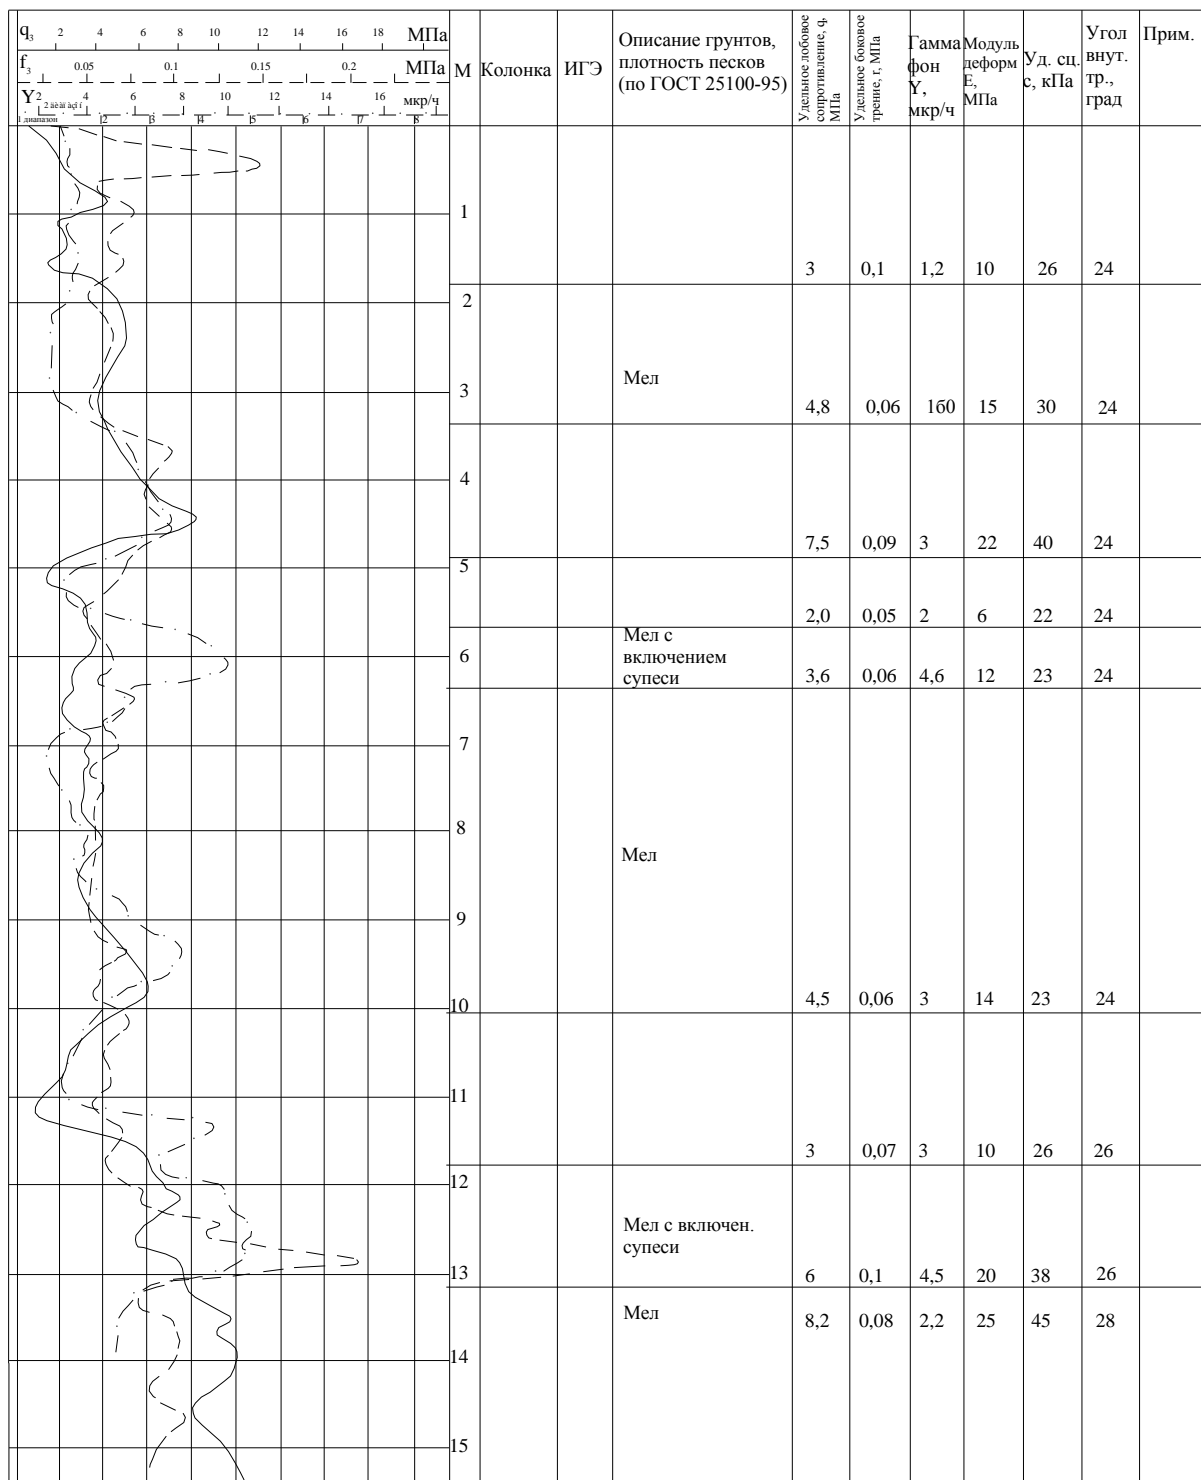 q₃ 2 4 6 8 10 12 14 16 18 МПа
f₃ 0.05 0.1 0.15 0.2 МПа
Y 2 4 6 8 10 12 14 16 мкр/ч
1 диапазон 2 3 4 5 6 7 8
М
Колонка
ИГЭ
Описание грунтов,
плотность песков
(по ГОСТ 25100-95)
Удельное лобовое
сопротивление, q,
МПа
Удельное боковое
трение, r, МПа
Гамма
фон
Y,
мкр/ч
Модуль
деформ
E,
МПа
Уд. сц.
с, кПа
Угол
внут.
тр.,
град
Прим.
1
3 0,1 1,2 10 26 24
2
Мел
3
4,8 0,06 160 15 30 24
4
7,5 0,09 3 22 40 24
5
2,0 0,05 2 6 22 24
Мел с
включением
супеси
6
3,6 0,06 4,6 12 23 24
7
8
Мел
9
4,5 0,06 3 14 23 24
10
11
3 0,07 3 10 26 26
12
Мел с включен.
супеси
13
6 0,1 4,5 20 38 26
Мел
8,2 0,08 2,2 25 45 28
14
15